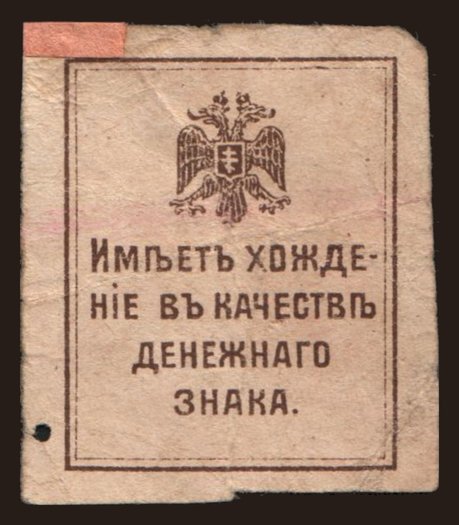 Имѣетъ хожде-
ніе въ качествѣ
денежнаго
знака.